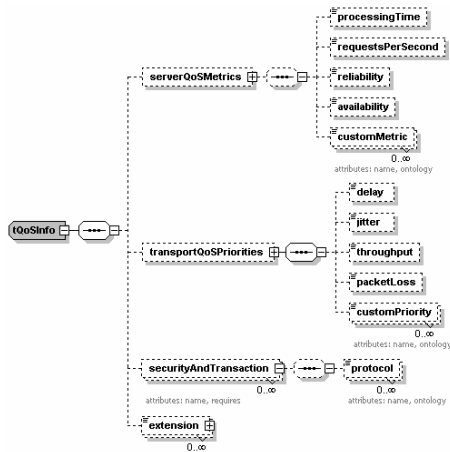 processingTime
requestsPerSecond
serverQoSMetrics
reliability
availability
customMetric
0..∞
attributes: name, ontology
delay
jitter
tQoSInfo
transportQoSPriorities
throughput
packetLoss
customPriority
0..∞
attributes: name, ontology
securityAndTransaction
protocol
0..∞
0..∞
attributes: name, requires
attributes: name, ontology
extension
0..∞